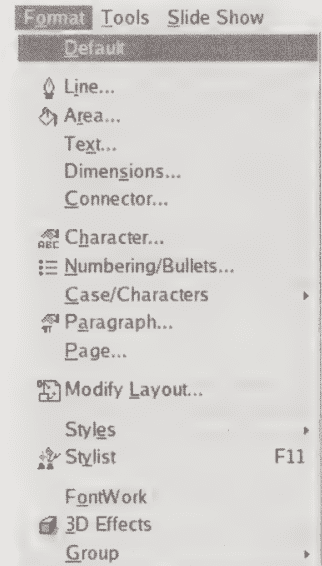 Format Tools Slide Show
Default
Line...
Area...
Text...
Dimensions...
Connector...
ABC Character...
Numbering/Bullets...
Case/Characters
Paragraph...
Page...
Modify Layout...
Styles
Stylist F11
FontWork
3D Effects
Group